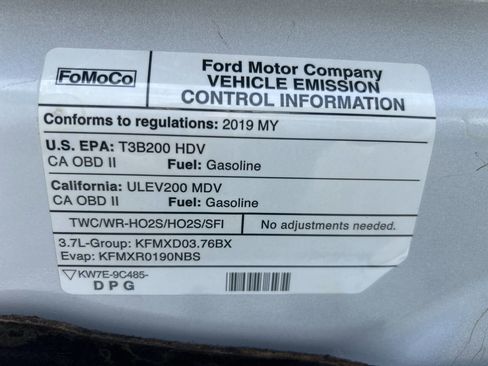 FoMoCo
Ford Motor Company
VEHICLE EMISSION
CONTROL INFORMATION
Conforms to regulations: 2019 MY
U.S. EPA: T3B200 HDV
CA OBD II Fuel: Gasoline
California: ULEV200 MDV
CA OBD II Fuel: Gasoline
TWC/WR-HO2S/HO2S/SFI No adjustments needed.
3.7L-Group: KFMXD03.76BX
Evap: KFMXR0190NBS
KW7E-9C485-
DPG